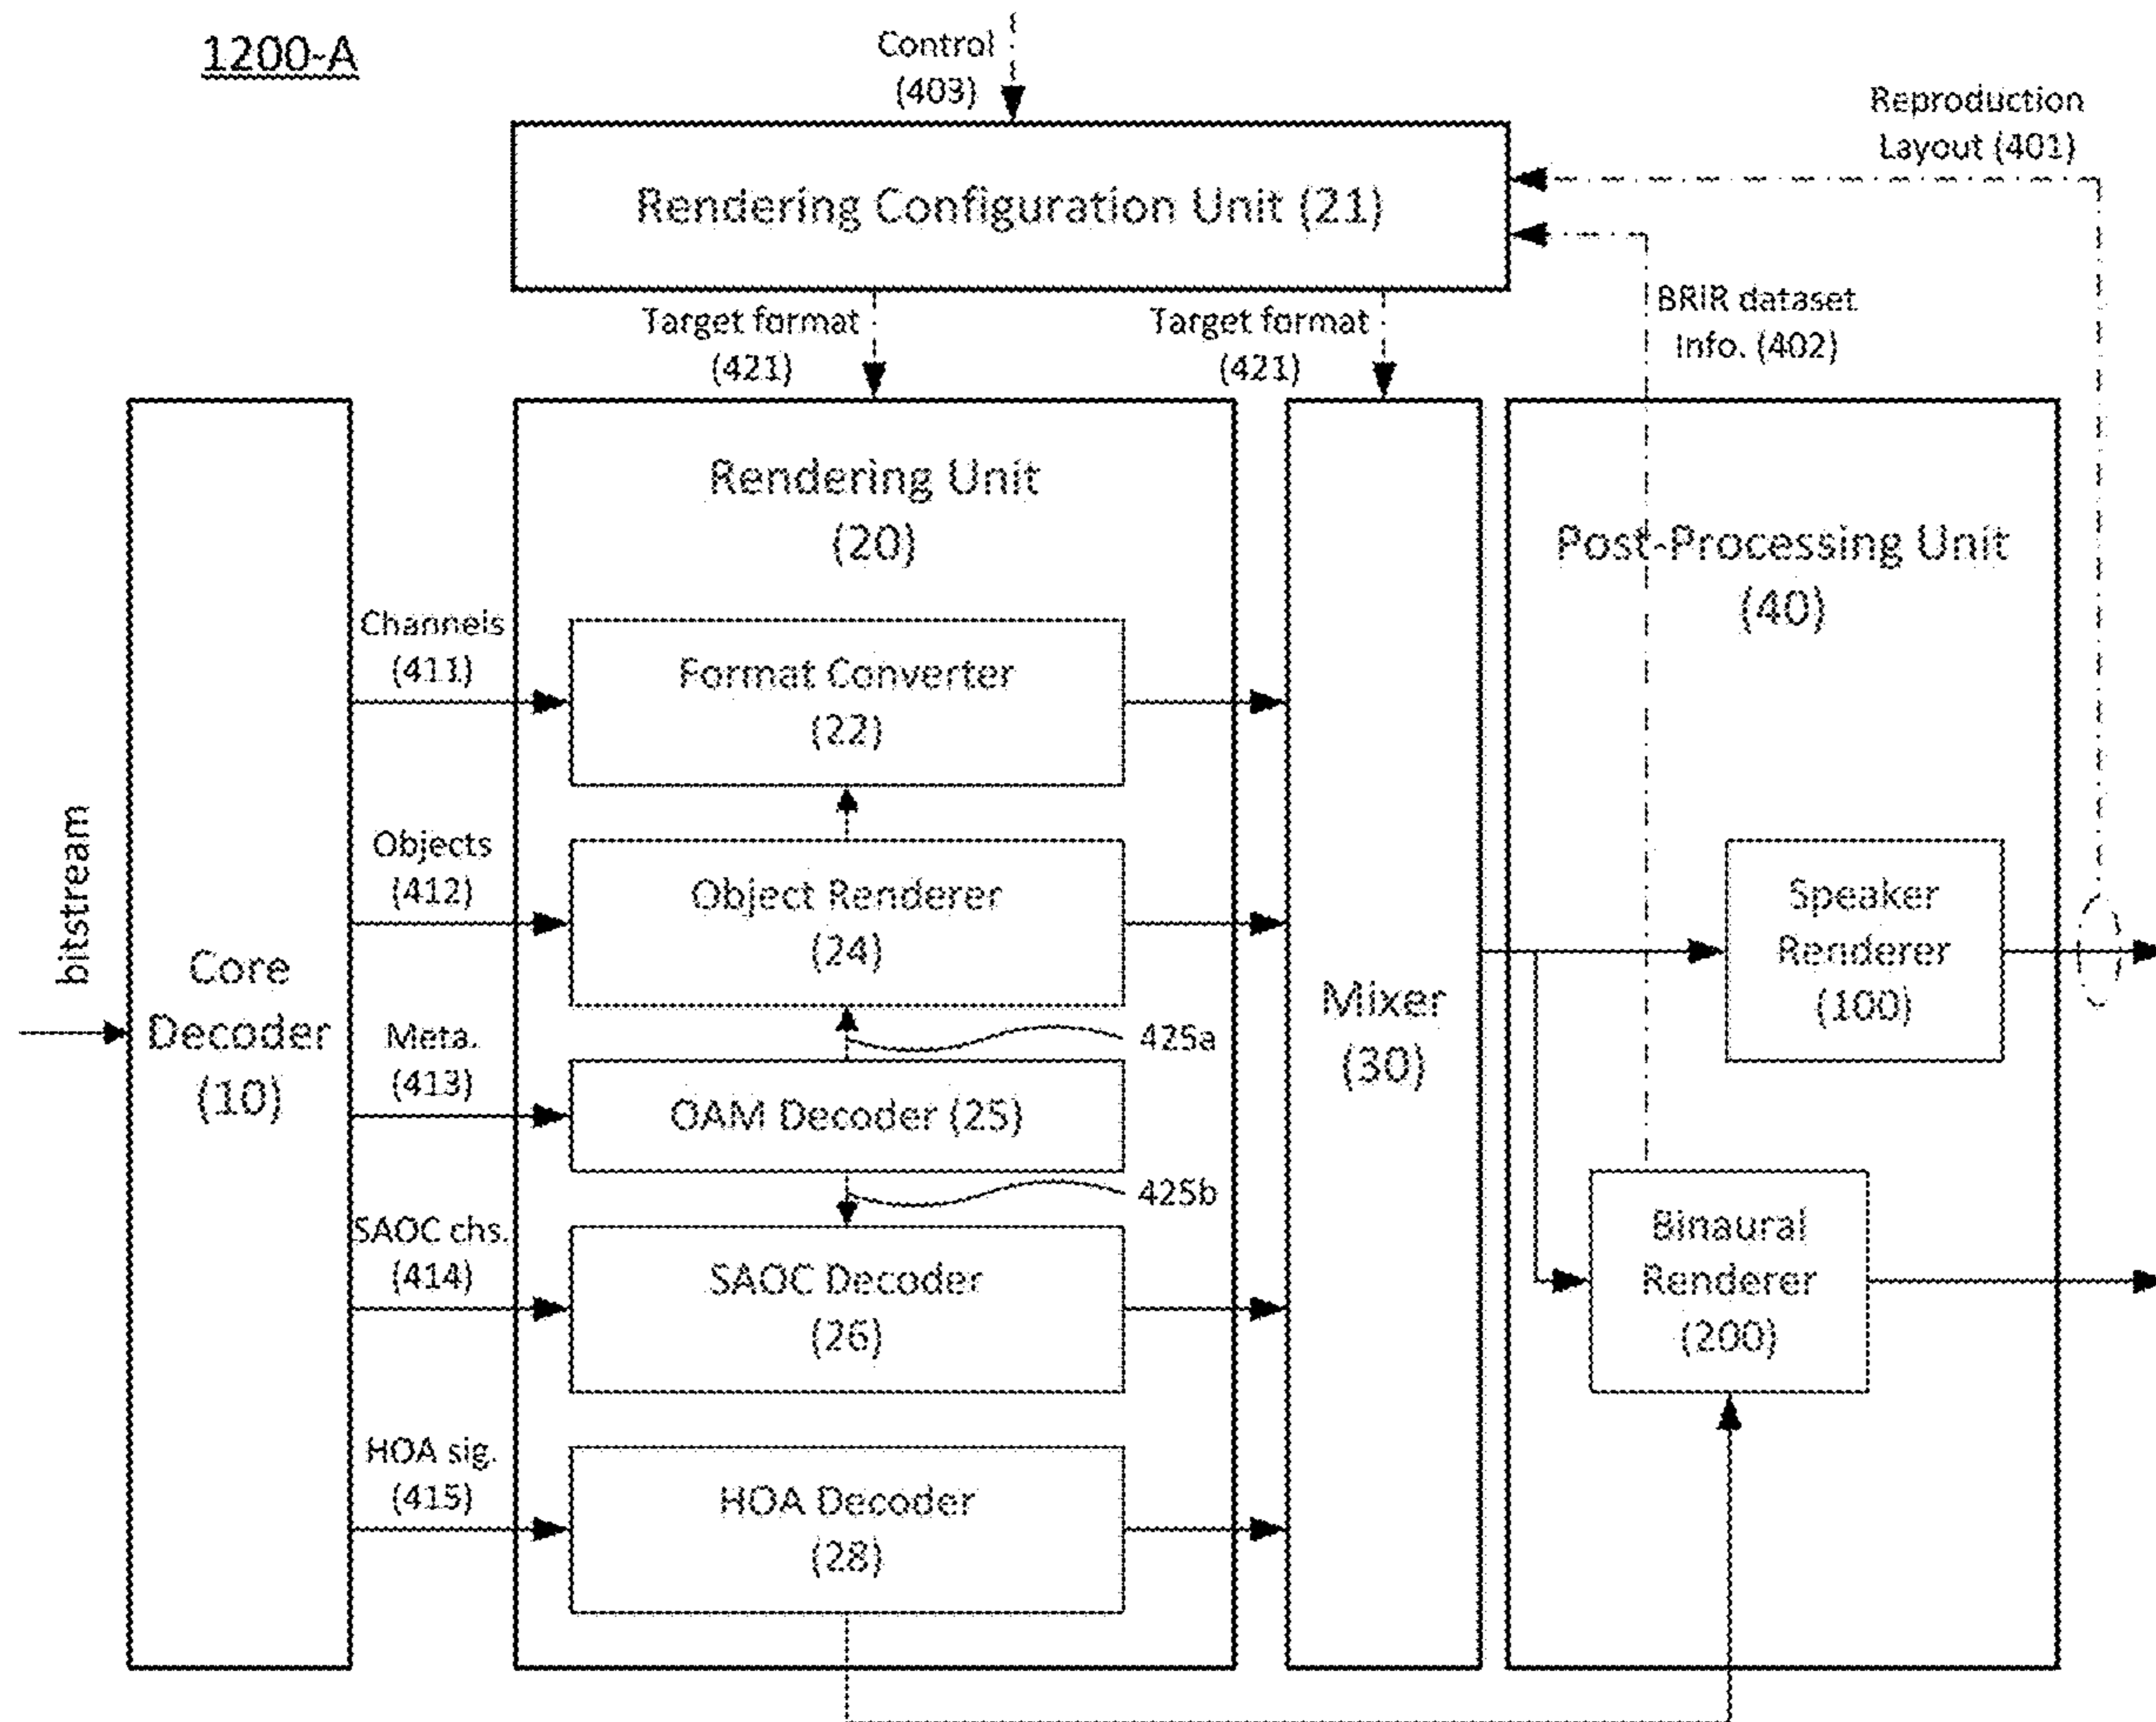 1200-A
Control
(403)
Reproduction
Layout (401)
Rendering Configuration Unit (21)
Target format
(421)
Target format
(421)
BRIR dataset
Info. (402)
Rendering Unit
(20)
Post-Processing Unit
(40)
Channels
(411)
Format Converter
(22)
bitstream
Objects
(412)
Object Renderer
(24)
Speaker
Renderer
(100)
Core
Decoder
(10)
Mixer
(30)
Meta.
(413)
425a
OAM Decoder (25)
425b
SAOC chs.
(414)
SAOC Decoder
(26)
Binaural
Renderer
(200)
HOA sig.
(415)
HOA Decoder
(28)